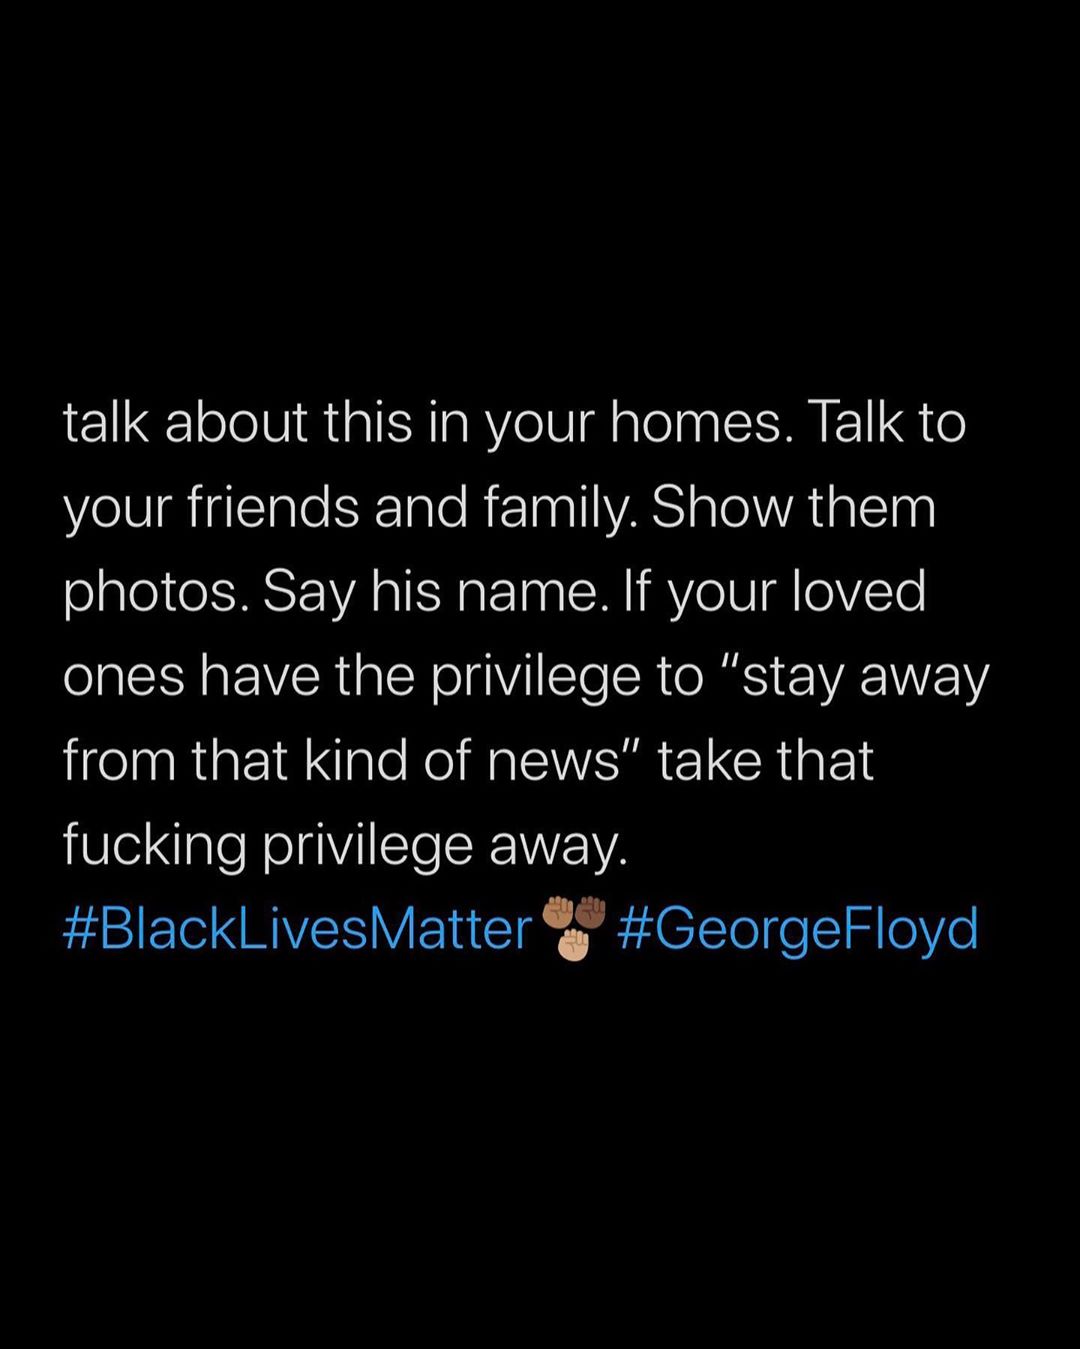 talk about this in your homes. Talk to
your friends and family. Show them
photos. Say his name. If your loved
ones have the privilege to “stay away
from that kind of news” take that
fucking privilege away.
#BlackLivesMatter #GeorgeFloyd